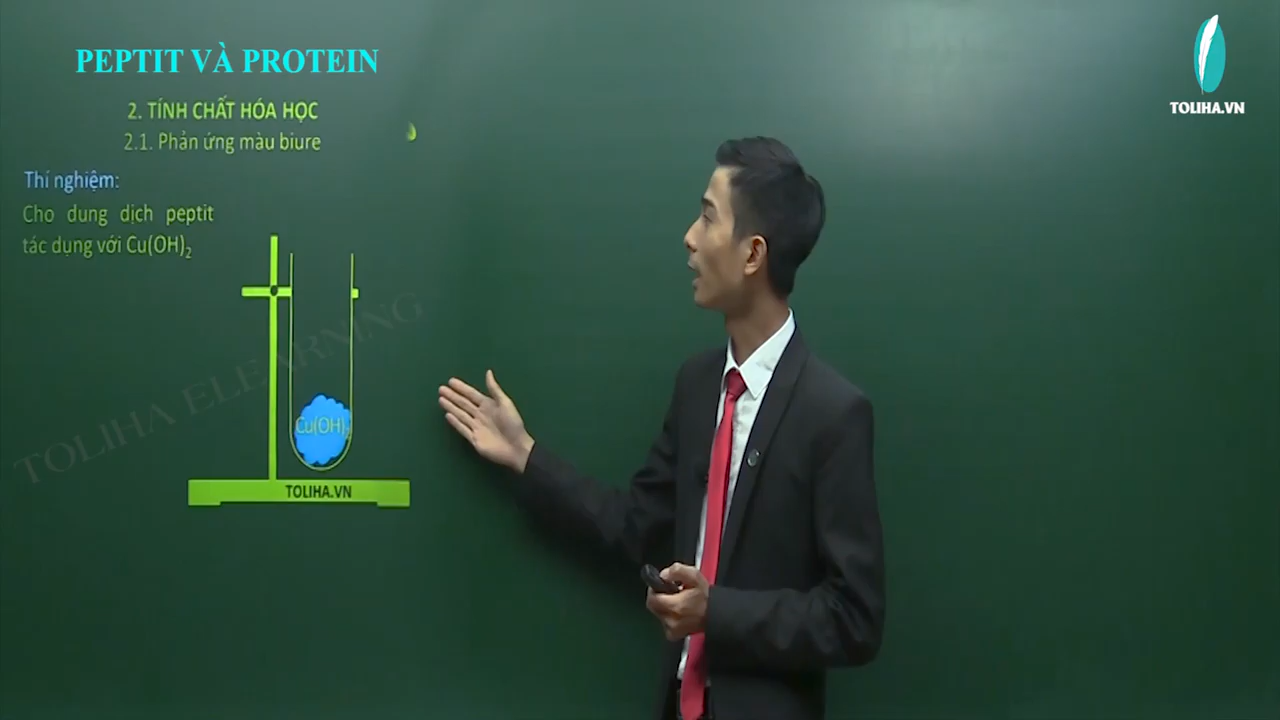 PEPTIT VÀ PROTEIN
TOLIHA.VN
2. TÍNH CHẤT HÓA HỌC
2.1. Phản ứng màu biure
Thí nghiệm:
Cho dung dịch peptit
tác dụng với Cu(OH)₂
TOLIHA ELEARNING
Cu(OH)₂
TOLIHA.VN